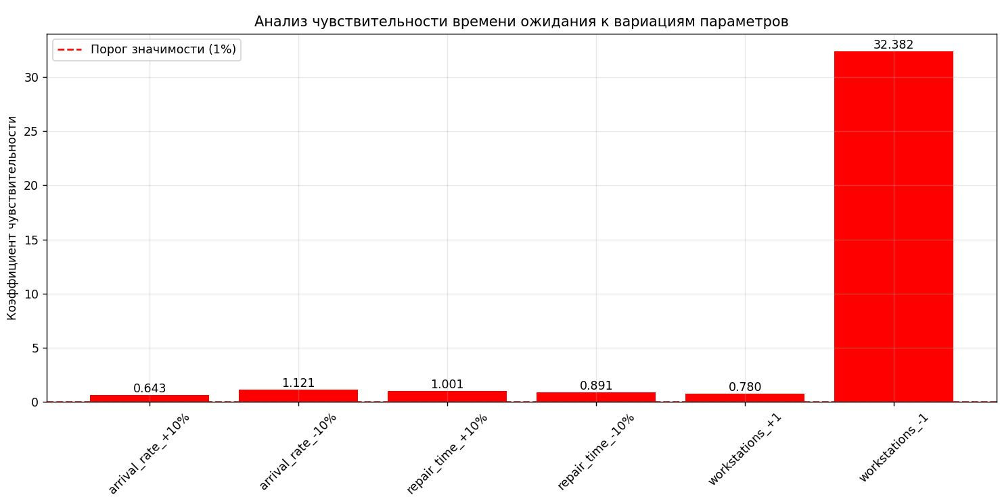 Анализ чувствительности времени ожидания к вариациям параметров
Порог значимости (1%)
Коэффициент чувствительности
30
25
20
15
10
5
0
0.643
1.121
1.001
0.891
0.780
32.382
arrival_rate_+10%
arrival_rate_-10%
repair_time_+10%
repair_time_-10%
workstations_+1
workstations_-1